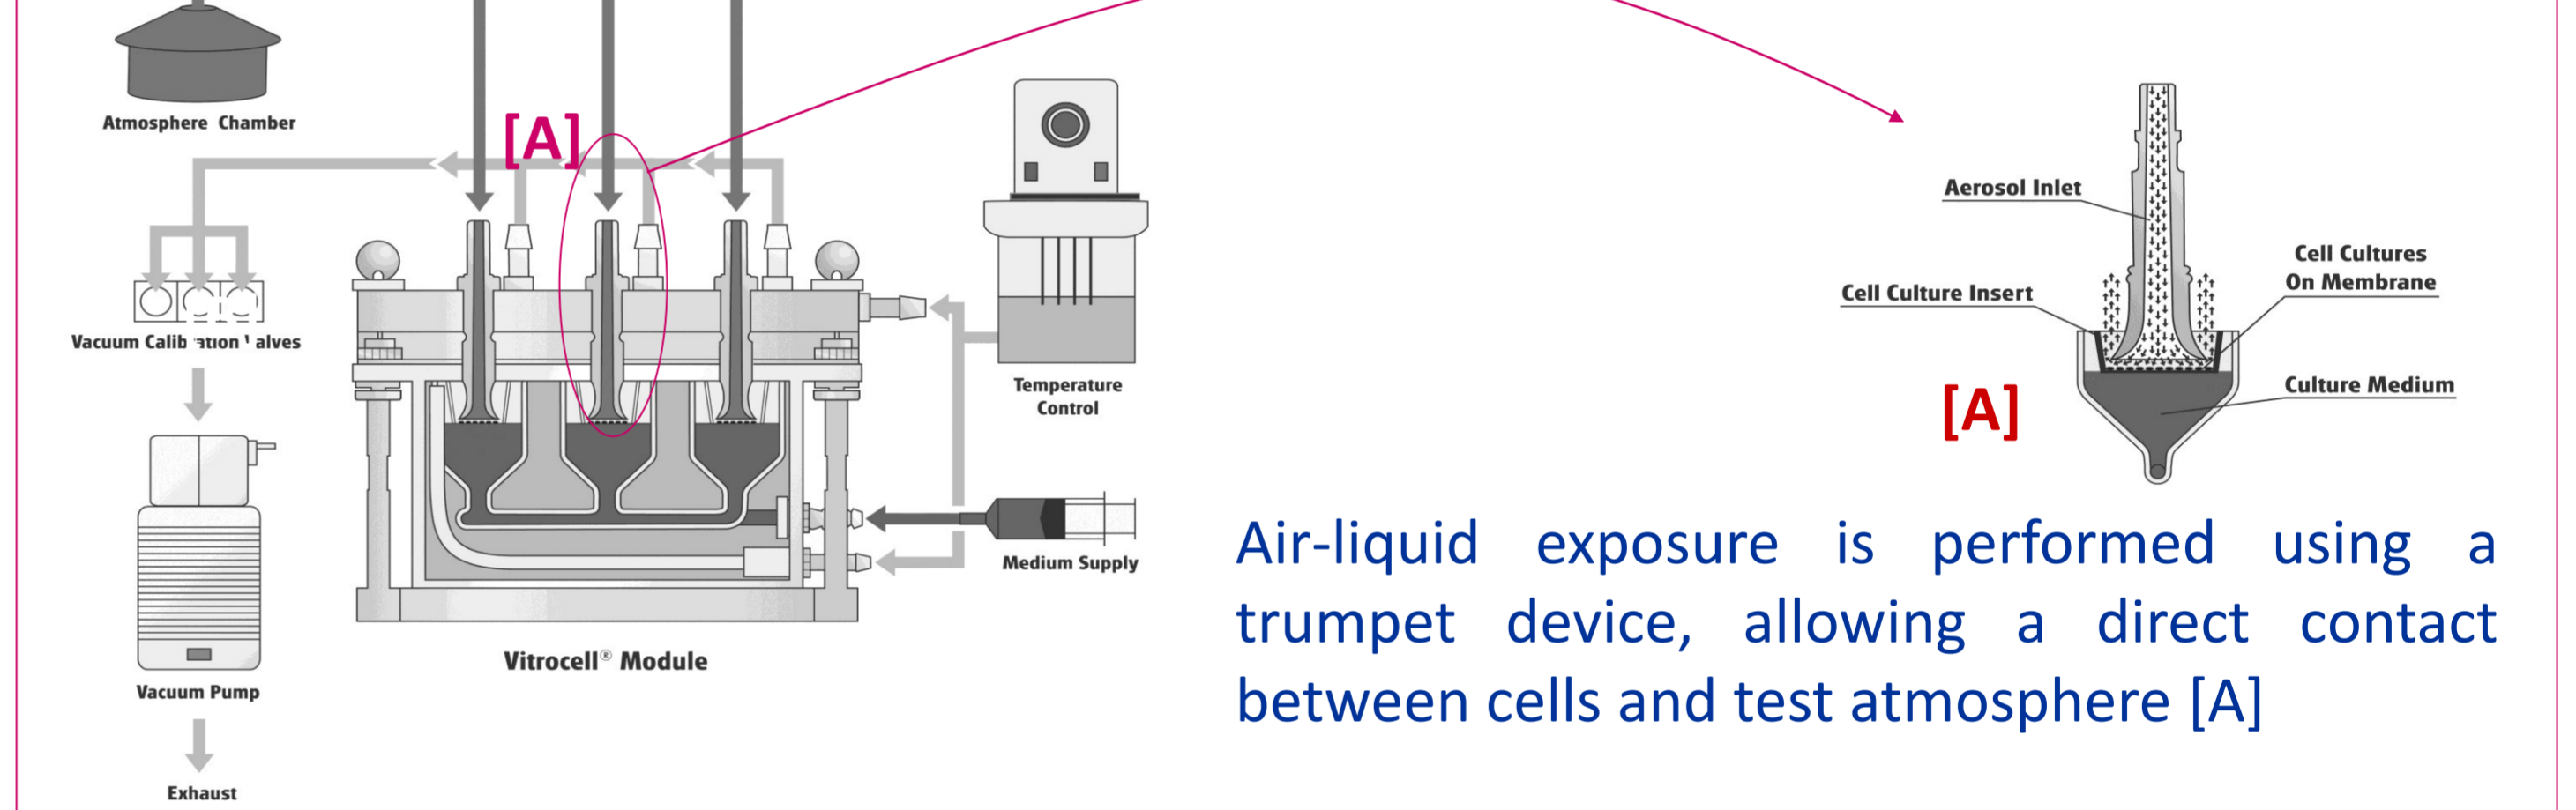 Atmosphere Chamber
[A]
Aerosol Inlet
Cell Cultures
On Membrane
Cell Culture Insert
Vacuum
Temperature
Control
Culture Medium
[A]
Medium Supply
Vitrocell® Module
Vacuum Pump
Exhaust
Air-liquid exposure is performed using a
trumpet device, allowing a direct contact
between cells and test atmosphere [A]